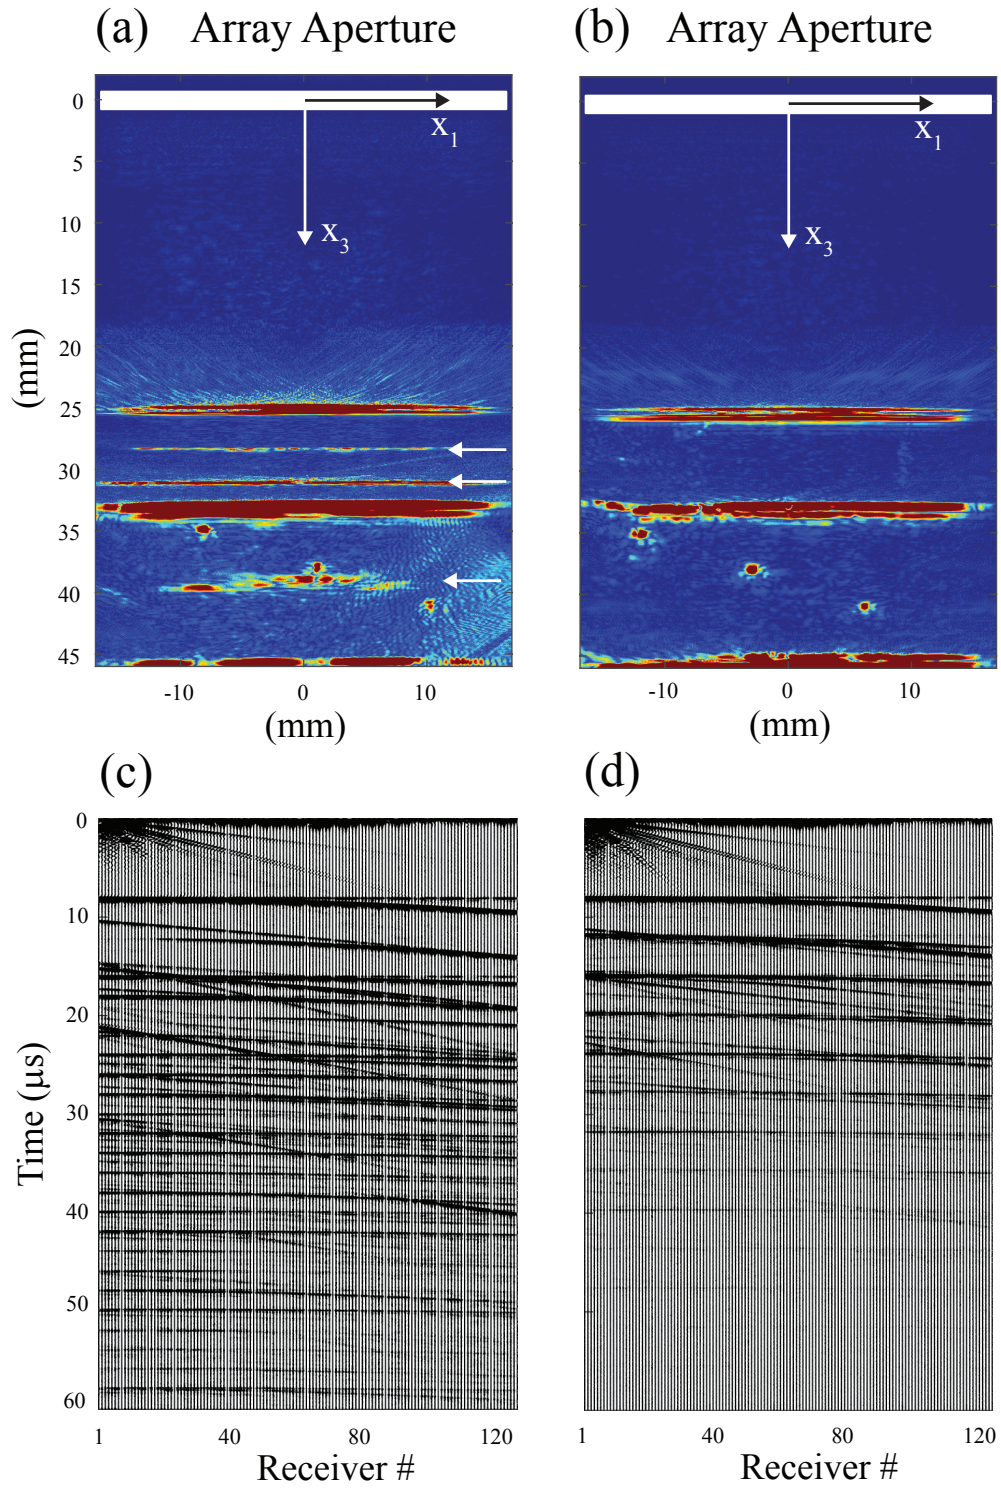 (a) Array Aperture
(b) Array Aperture
0
5
10
15
20
25
30
35
40
45
(mm)
x1
x3
x1
x3
-10 0 10
(mm)
-10 0 10
(mm)
(c)
(d)
0
10
20
30
40
50
60
Time (μs)
1 40 80 120
Receiver #
1 40 80 120
Receiver #